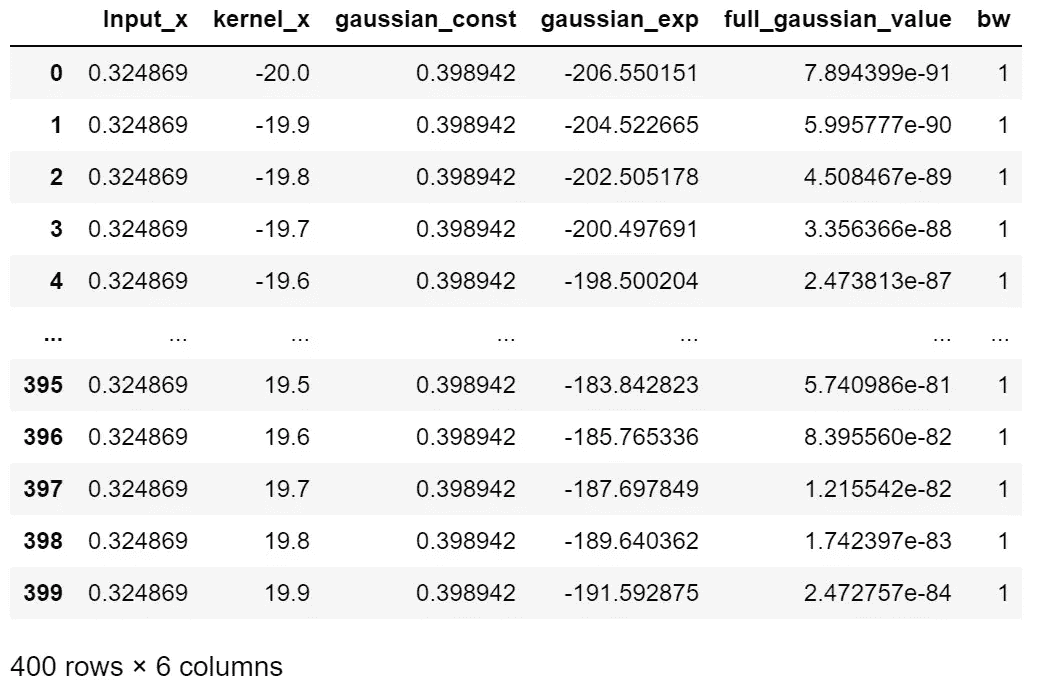 Input_x kernel_x gaussian_const gaussian_exp full_gaussian_value bw
0 0.324869 -20.0 0.398942 -206.550151 7.894399e-91 1
1 0.324869 -19.9 0.398942 -204.522665 5.995777e-90 1
2 0.324869 -19.8 0.398942 -202.505178 4.508467e-89 1
3 0.324869 -19.7 0.398942 -200.497691 3.356366e-88 1
4 0.324869 -19.6 0.398942 -198.500204 2.473813e-87 1
... ... ... ... ... ... ...
395 0.324869 19.5 0.398942 -183.842823 5.740986e-81 1
396 0.324869 19.6 0.398942 -185.765336 8.395560e-82 1
397 0.324869 19.7 0.398942 -187.697849 1.215542e-82 1
398 0.324869 19.8 0.398942 -189.640362 1.742397e-83 1
399 0.324869 19.9 0.398942 -191.592875 2.472757e-84 1
400 rows × 6 columns